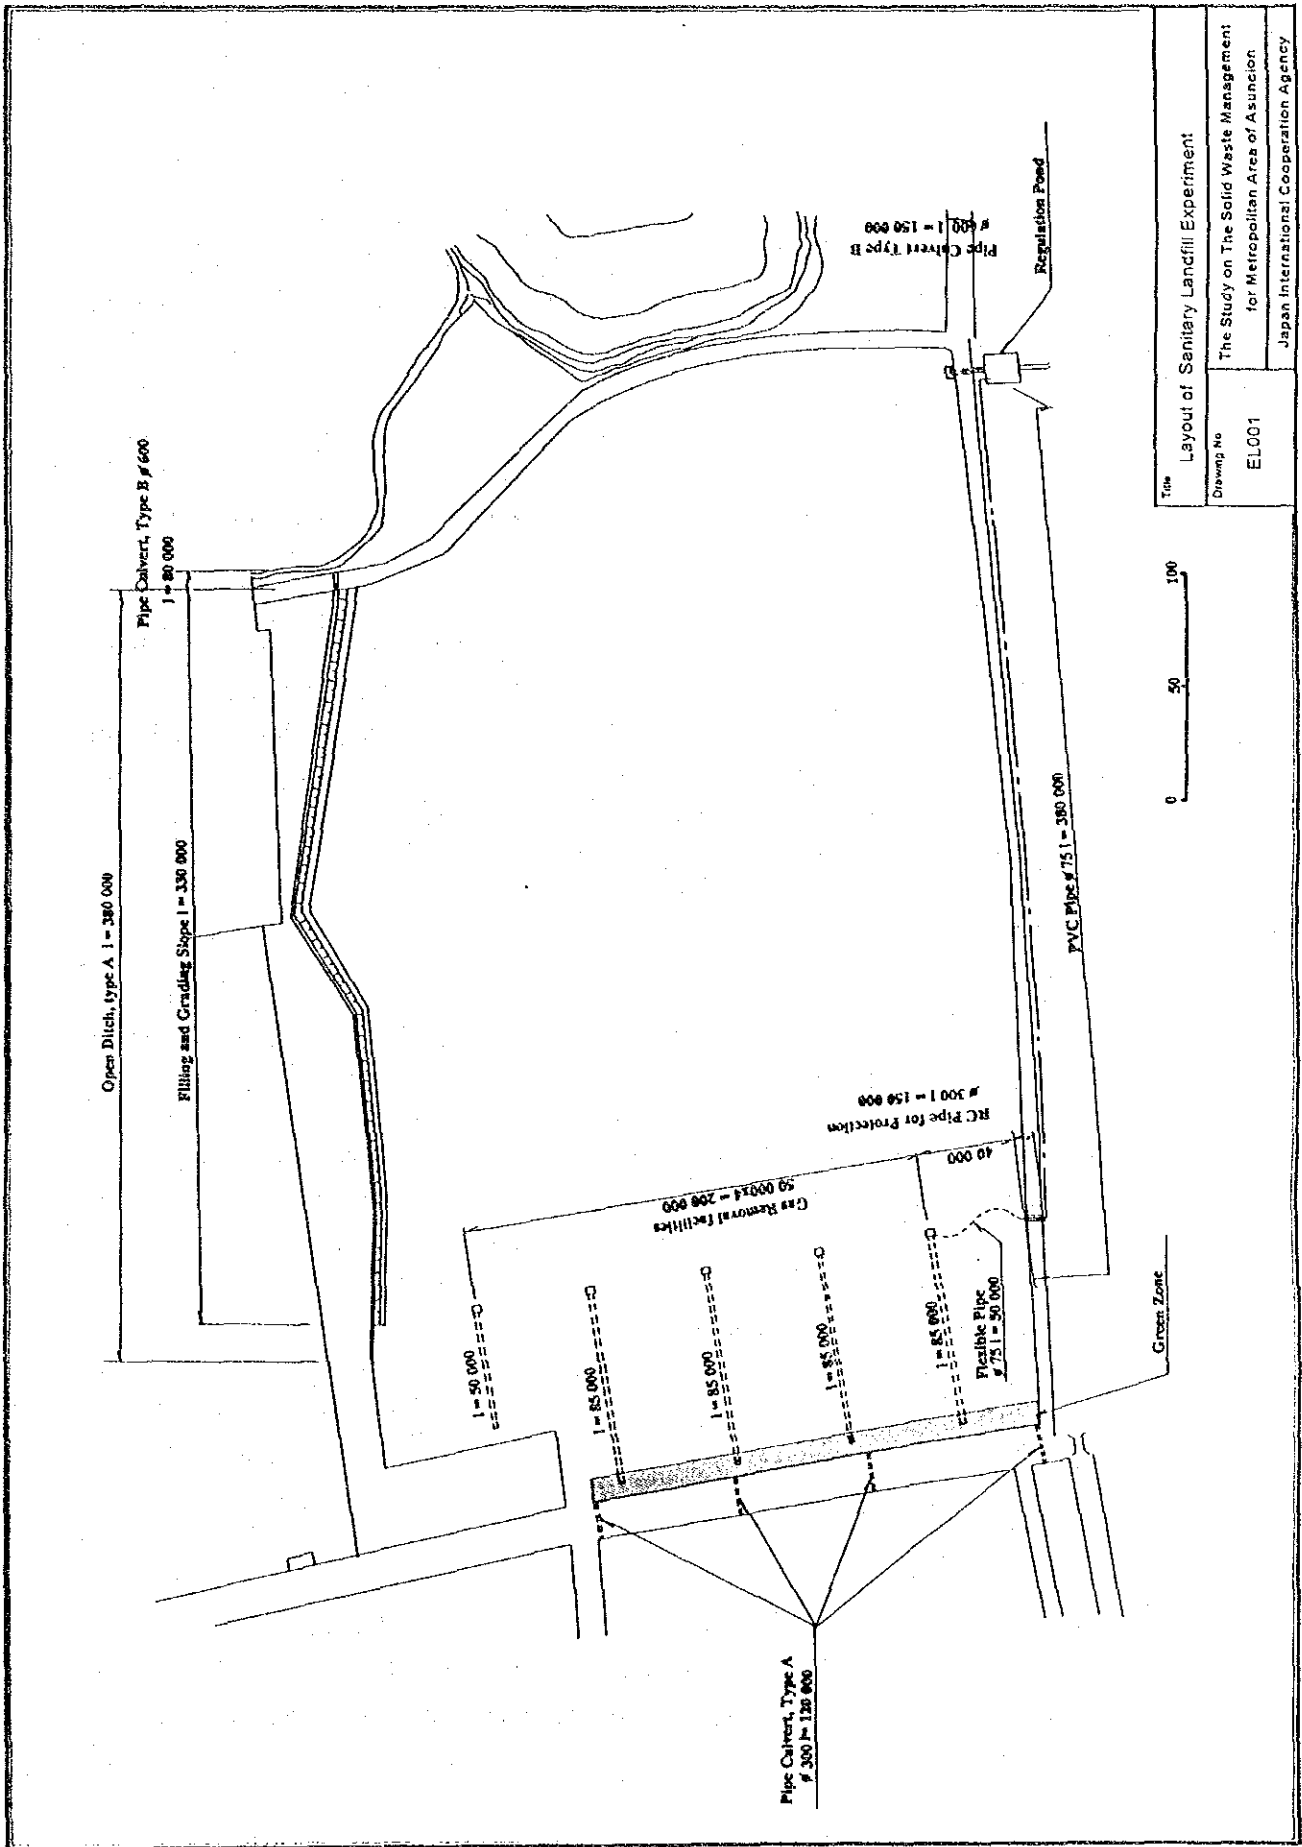 Open Ditch, type A l = 380 000
Pipe Calvert, Type B ø 600
l = 80 000
Filling and Grading Slope l = 330 000
Pipe Calvert Type B
ø 600 l = 150 000
Regulation Pond
RC Pipe for Protection
ø 300 l = 150 000
40 000
Gas Removal Facilities
50 000x4 = 200 000
l = 50 000
l = 85 000
l = 85 000
l = 85 000
l = 85 000
Flexible Pipe
ø 75 l = 50 000
PVC Pipe ø 75 l = 380 000
Green Zone
Pipe Calvert, Type A
ø 300 l= 120 000
0 50 100
Title
Layout of Sanitary Landfill Experiment
Drawing No
EL001
The Study on The Solid Waste Management
for Metropolitan Area of Asuncion
Japan International Cooperation Agency